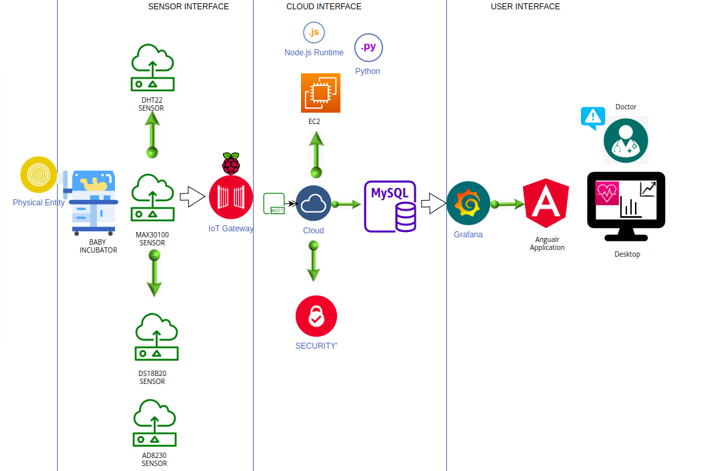 SENSOR INTERFACE
CLOUD INTERFACE
USER INTERFACE
.js
Node.js Runtime
.py
Python
EC2
DHT22
SENSOR
Physical Entity
BABY
INCUBATOR
MAX30100
SENSOR
IoT Gateway
Cloud
MySQL
Grafana
Angualr
Application
Doctor
Desktop
SECURITY'
DS18B20
SENSOR
AD8230
SENSOR